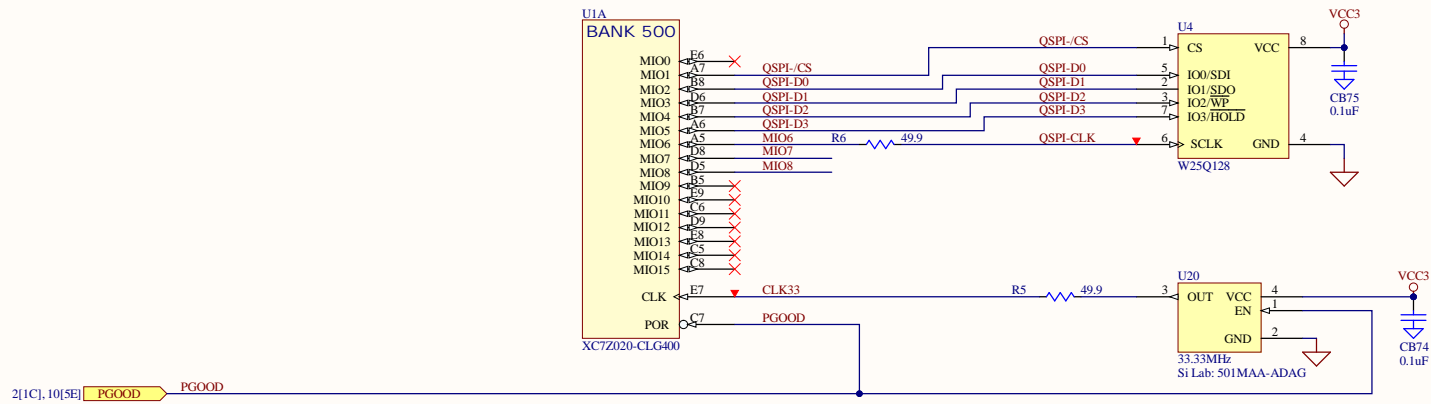 U1A
BANK 500
MIO0 E6
MIO1 A7 QSPI-/CS
MIO2 B8 QSPI-D0
MIO3 D6 QSPI-D1
MIO4 B7 QSPI-D2
MIO5 A6 QSPI-D3
MIO6 A5 MIO6 R6 49.9 QSPI-CLK
MIO7 D8 MIO7
MIO8 D5 MIO8
MIO9 B5
MIO10 E9
MIO11 C6
MIO12 D9
MIO13 E8
MIO14 C5
MIO15 C8
CLK E7 CLK33 R5 49.9
POR C7 PGOOD
XC7Z020-CLG400
U4
QSPI-/CS 1 CS VCC 8
QSPI-D0 5 IO0/SDI
QSPI-D1 2 IO1/SDO
QSPI-D2 3 IO2/WP
QSPI-D3 7 IO3/HOLD
6 SCLK GND 4
W25Q128
VCC3
CB75
0.1uF
U20
3 OUT VCC 4
EN 1
GND 2
33.33MHz
Si Lab: 501MAA-ADAG
VCC3
CB74
0.1uF
2[1C], 10[5E] PGOOD PGOOD